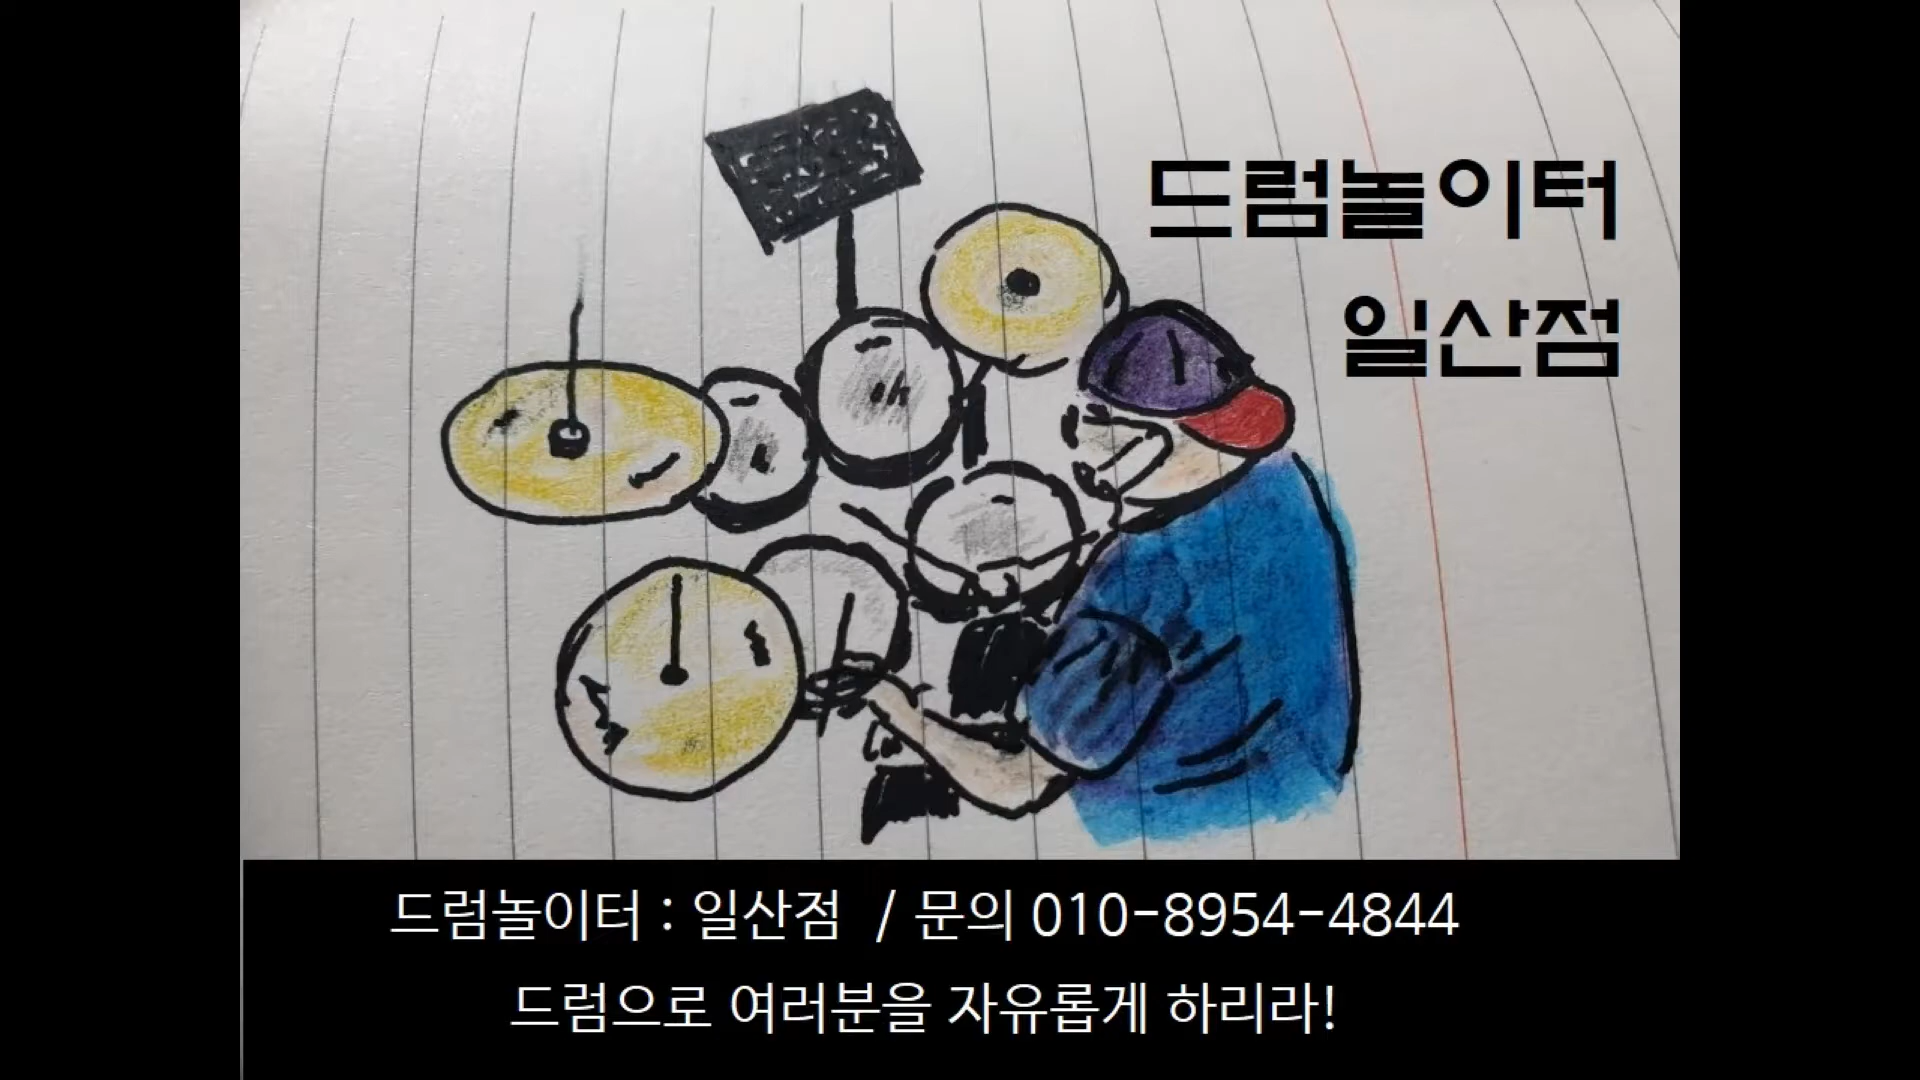 드럼놀이터
일산점
드럼놀이터 : 일산점 / 문의 010-8954-4844
드럼으로 여러분을 자유롭게 하리라!